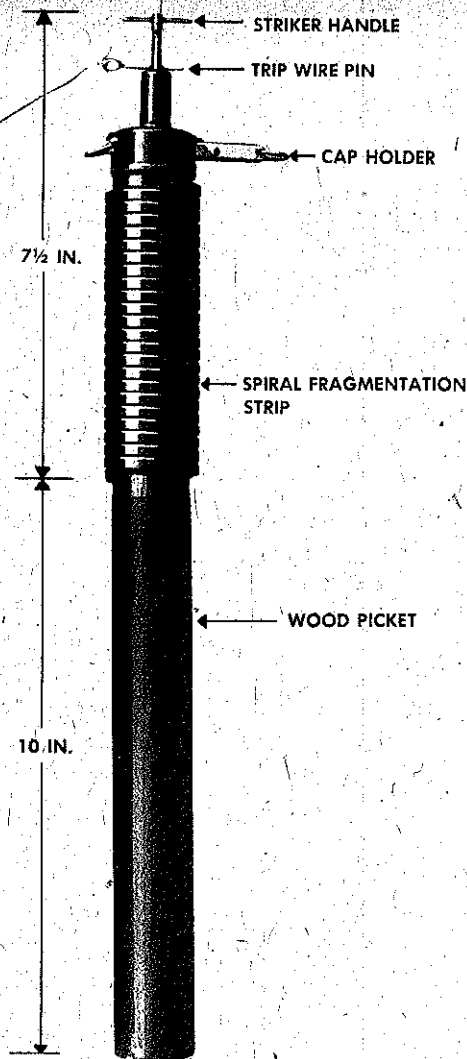 STRIKER HANDLE
TRIP WIRE PIN
CAP HOLDER
7½ IN.
SPIRAL FRAGMENTATION
STRIP
WOOD PICKET
10 IN.